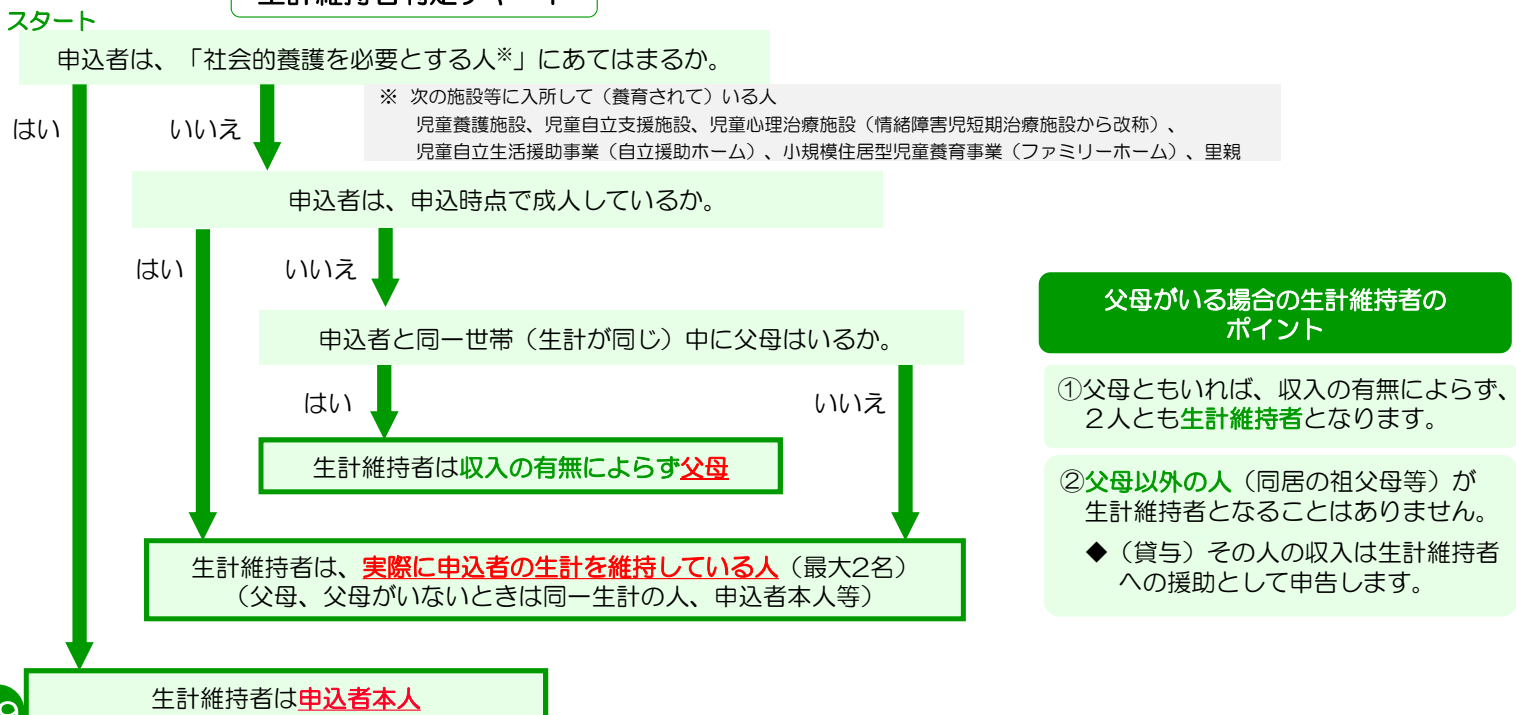 生計維持者判定チャート
スタート
申込者は、「社会的養護を必要とする人※」にあてはまるか。
※ 次の施設等に入所して（養育されて）いる人
児童養護施設、児童自立支援施設、児童心理治療施設（情緒障害児短期治療施設から改称）、
児童自立生活援助事業（自立援助ホーム）、小規模住居型児童養育事業（ファミリーホーム）、里親
はい
いいえ
申込者は、申込時点で成人しているか。
はい
いいえ
申込者と同一世帯（生計が同じ）中に父母はいるか。
はい
いいえ
生計維持者は収入の有無によらず父母
生計維持者は、実際に申込者の生計を維持している人（最大2名）
（父母、父母がいないときは同一生計の人、申込者本人等）
生計維持者は申込者本人
父母がいる場合の生計維持者の
ポイント
①父母ともいれば、収入の有無によらず、
２人とも生計維持者となります。
②父母以外の人（同居の祖父母等）が
生計維持者となることはありません。
◆（貸与）その人の収入は生計維持者
への援助として申告します。